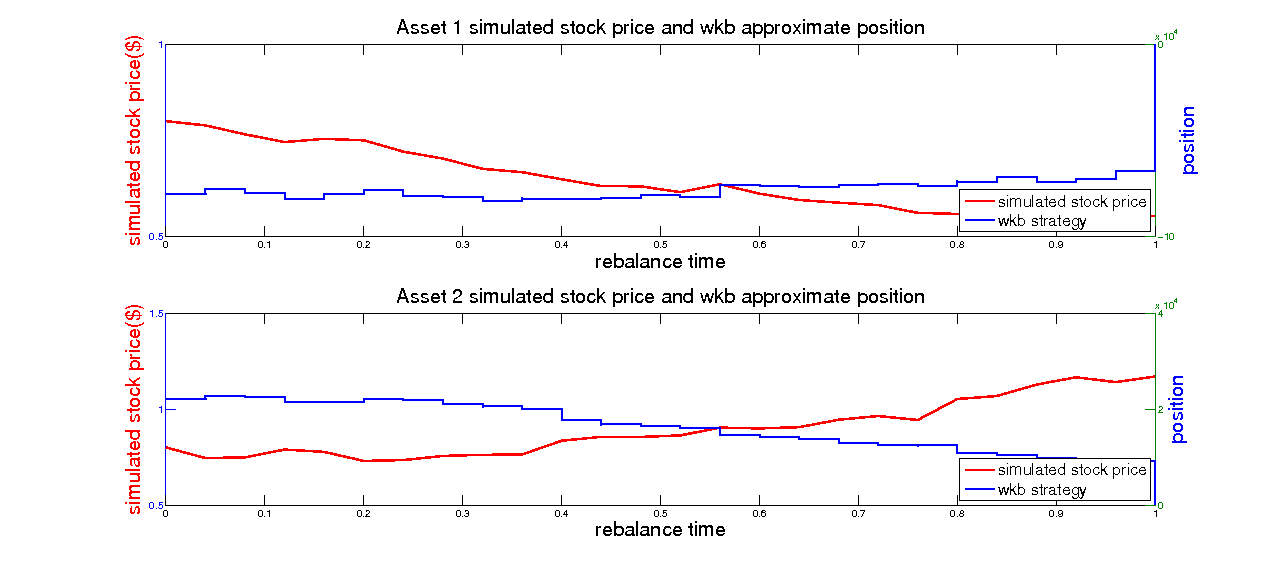 Asset 1 simulated stock price and wkb approximate position
x 10^4
simulated stock price($)
1
0.5
0
-10
position
simulated stock price
wkb strategy
0 0.1 0.2 0.3 0.4 0.5 0.6 0.7 0.8 0.9 1
rebalance time
Asset 2 simulated stock price and wkb approximate position
x 10^4
simulated stock price($)
1.5
1
0.5
4
2
0
position
simulated stock price
wkb strategy
0 0.1 0.2 0.3 0.4 0.5 0.6 0.7 0.8 0.9 1
rebalance time